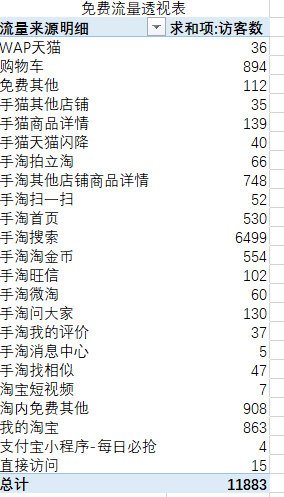 免费流量透视表
流量来源明细 求和项:访客数
WAP天猫 36
购物车 894
免费其他 112
手猫其他店铺 35
手猫商品详情 139
手猫天猫闪降 40
手淘拍立淘 66
手淘其他店铺商品详情 748
手淘扫一扫 52
手淘首页 530
手淘搜索 6499
手淘淘金币 554
手淘旺信 102
手淘微淘 60
手淘问大家 130
手淘我的评价 37
手淘消息中心 5
手淘找相似 47
淘宝短视频 7
淘内免费其他 908
我的淘宝 863
支付宝小程序-每日必抢 4
直接访问 15
总计 11883